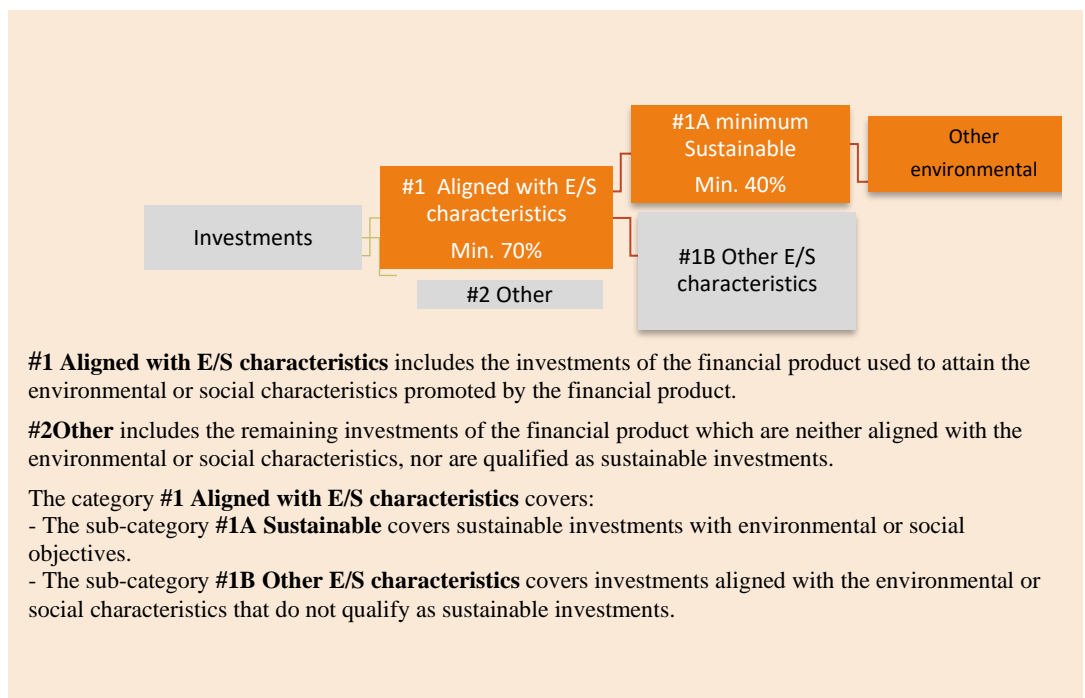 #1A minimum
Sustainable
Min. 40%
Other
environmental
#1 Aligned with E/S
characteristics
Min. 70%
Investments
#1B Other E/S
characteristics
#2 Other
#1 Aligned with E/S characteristics includes the investments of the financial product used to attain the
environmental or social characteristics promoted by the financial product.
#2Other includes the remaining investments of the financial product which are neither aligned with the
environmental or social characteristics, nor are qualified as sustainable investments.
The category #1 Aligned with E/S characteristics covers:
- The sub-category #1A Sustainable covers sustainable investments with environmental or social
objectives.
- The sub-category #1B Other E/S characteristics covers investments aligned with the environmental or
social characteristics that do not qualify as sustainable investments.